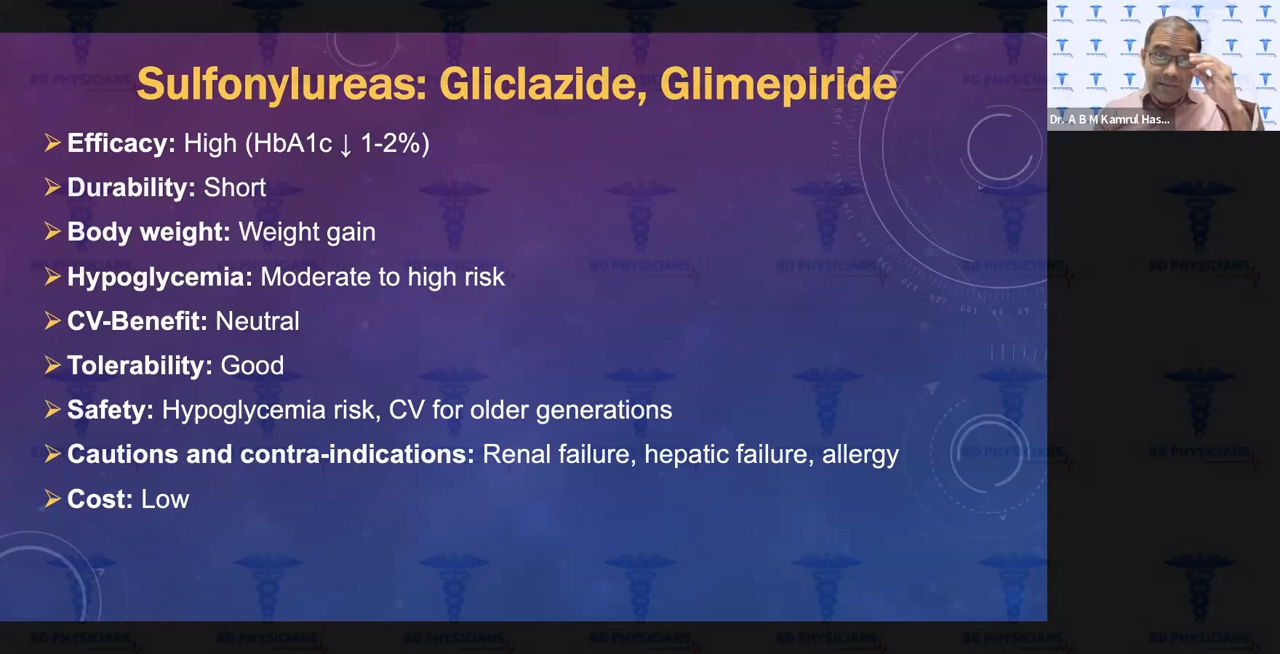 Sulfonylureas: Gliclazide, Glimepiride
➢ Efficacy: High (HbA1c ↓ 1-2%)
➢ Durability: Short
➢ Body weight: Weight gain
➢ Hypoglycemia: Moderate to high risk
➢ CV-Benefit: Neutral
➢ Tolerability: Good
➢ Safety: Hypoglycemia risk, CV for older generations
➢ Cautions and contra-indications: Renal failure, hepatic failure, allergy
➢ Cost: Low
Dr. A B M Kamrul Has...
BD PHYSICIANS